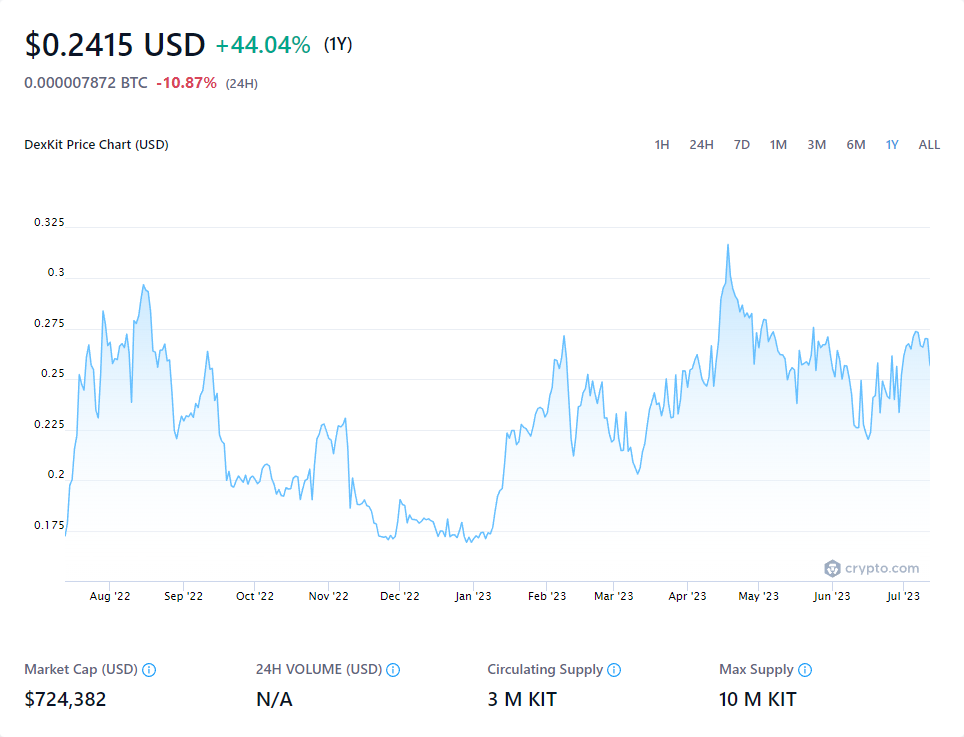 $0.2415 USD +44.04% (1Y)
0.000007872 BTC -10.87% (24H)
DexKit Price Chart (USD) 1H 24H 7D 1M 3M 6M 1Y ALL
0.325
0.3
0.275
0.25
0.225
0.2
0.175
crypto.com
Aug '22 Sep '22 Oct '22 Nov '22 Dec '22 Jan '23 Feb '23 Mar '23 Apr '23 May '23 Jun '23 Jul '23
Market Cap (USD) 24H VOLUME (USD) Circulating Supply Max Supply
$724,382 N/A 3 M KIT 10 M KIT